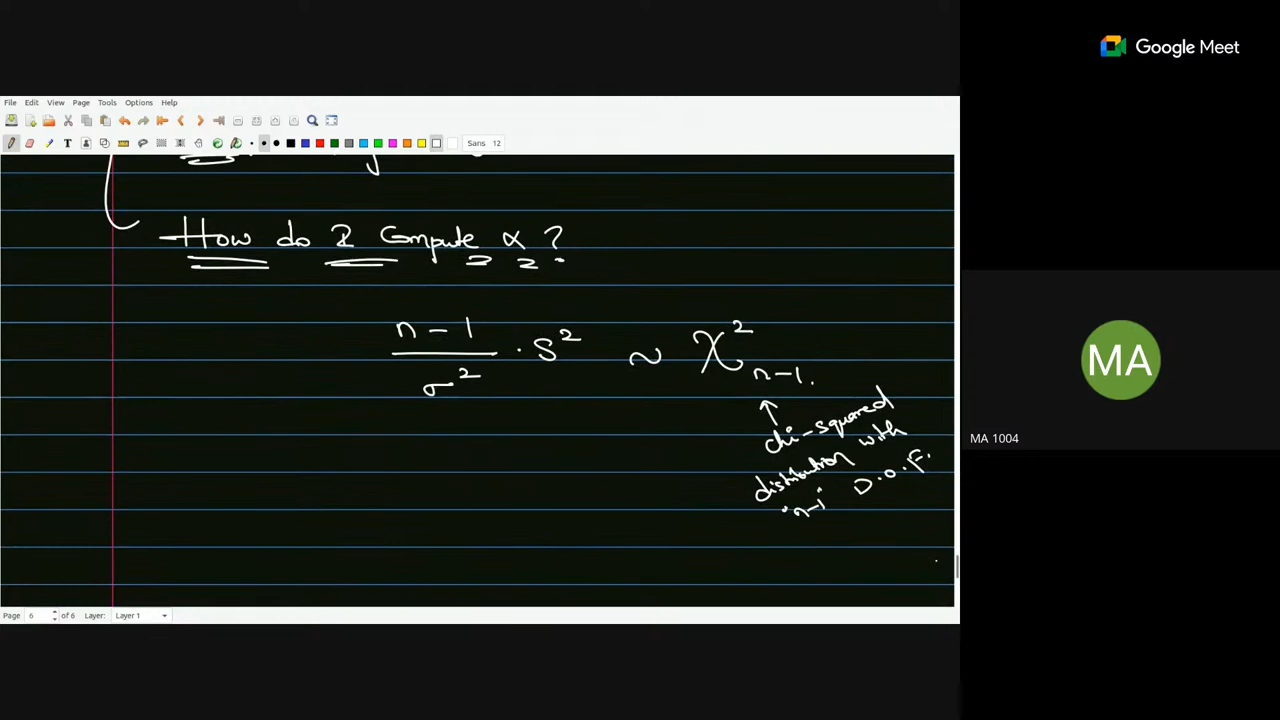 Google Meet
File Edit View Page Tools Options Help
Sans 12
How do I Compute α ?
n - 1
σ² · S² ~ χ² n-1.
chi-squared
distribution with
"n-1" D.O.F.
MA
MA 1004
Page 6 of 6 Layer: Layer 1